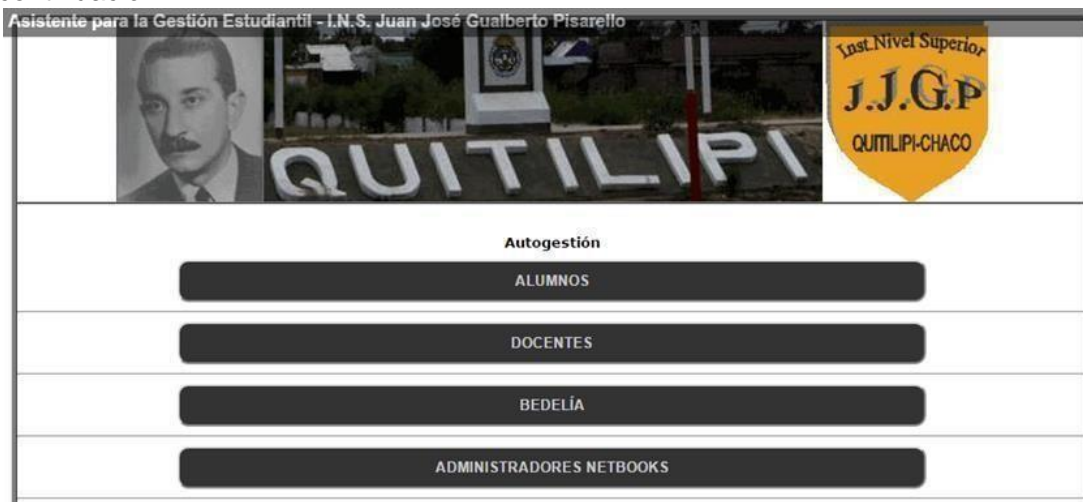 Asistente para la Gestión Estudiantil - I.N.S. Juan José Gualberto Pisarello
Inst.Nivel Superior
J.J.G.P
QUITILIPI-CHACO
QUITILIPI
Autogestión
ALUMNOS
DOCENTES
BEDELÍA
ADMINISTRADORES NETBOOKS